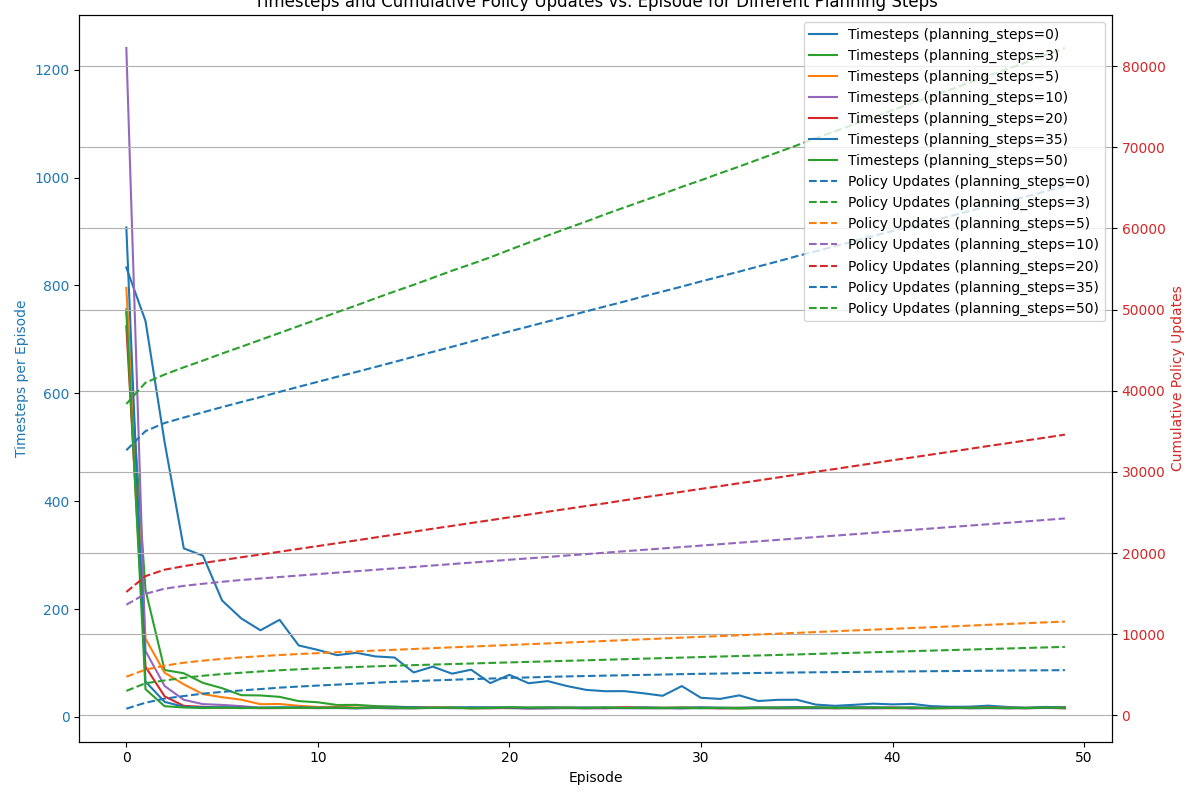 Timesteps and Cumulative Policy Updates vs. Episode for Different Planning Steps
Timesteps (planning_steps=0)
Timesteps (planning_steps=3)
Timesteps (planning_steps=5)
Timesteps (planning_steps=10)
Timesteps (planning_steps=20)
Timesteps (planning_steps=35)
Timesteps (planning_steps=50)
Policy Updates (planning_steps=0)
Policy Updates (planning_steps=3)
Policy Updates (planning_steps=5)
Policy Updates (planning_steps=10)
Policy Updates (planning_steps=20)
Policy Updates (planning_steps=35)
Policy Updates (planning_steps=50)
Timesteps per Episode
1200
1000
800
600
400
200
0
Cumulative Policy Updates
80000
70000
60000
50000
40000
30000
20000
10000
0
0
10
20
30
40
50
Episode